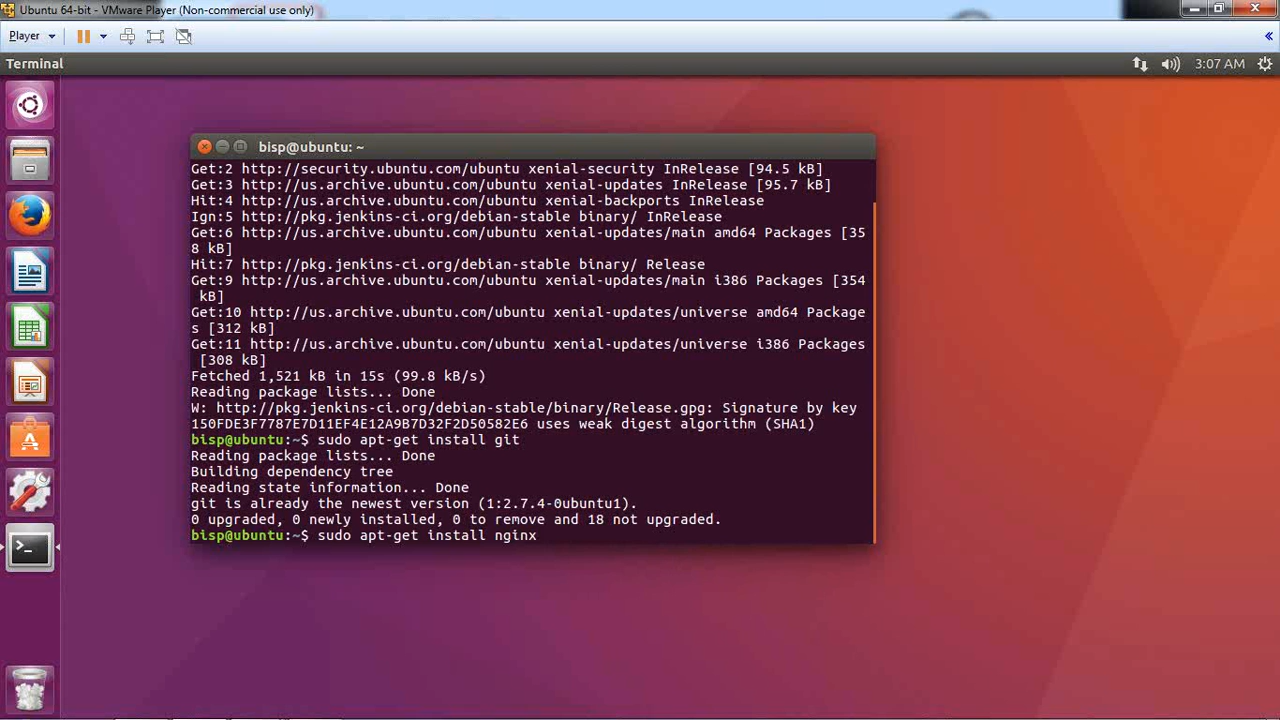 Ubuntu 64-bit - VMware Player (Non-commercial use only)
Player
Terminal
3:07 AM
bisp@ubuntu: ~
Get:2 http://security.ubuntu.com/ubuntu xenial-security InRelease [94.5 kB]
Get:3 http://us.archive.ubuntu.com/ubuntu xenial-updates InRelease [95.7 kB]
Hit:4 http://us.archive.ubuntu.com/ubuntu xenial-backports InRelease
Ign:5 http://pkg.jenkins-ci.org/debian-stable binary/ InRelease
Get:6 http://us.archive.ubuntu.com/ubuntu xenial-updates/main amd64 Packages [35
8 kB]
Hit:7 http://pkg.jenkins-ci.org/debian-stable binary/ Release
Get:9 http://us.archive.ubuntu.com/ubuntu xenial-updates/main i386 Packages [354
kB]
Get:10 http://us.archive.ubuntu.com/ubuntu xenial-updates/universe amd64 Package
s [312 kB]
Get:11 http://us.archive.ubuntu.com/ubuntu xenial-updates/universe i386 Packages
[308 kB]
Fetched 1,521 kB in 15s (99.8 kB/s)
Reading package lists... Done
W: http://pkg.jenkins-ci.org/debian-stable/binary/Release.gpg: Signature by key
150FDE3F7787E7D11EF4E12A9B7D32F2D50582E6 uses weak digest algorithm (SHA1)
bisp@ubuntu:~$ sudo apt-get install git
Reading package lists... Done
Building dependency tree
Reading state information... Done
git is already the newest version (1:2.7.4-0ubuntu1).
0 upgraded, 0 newly installed, 0 to remove and 18 not upgraded.
bisp@ubuntu:~$ sudo apt-get install nginx